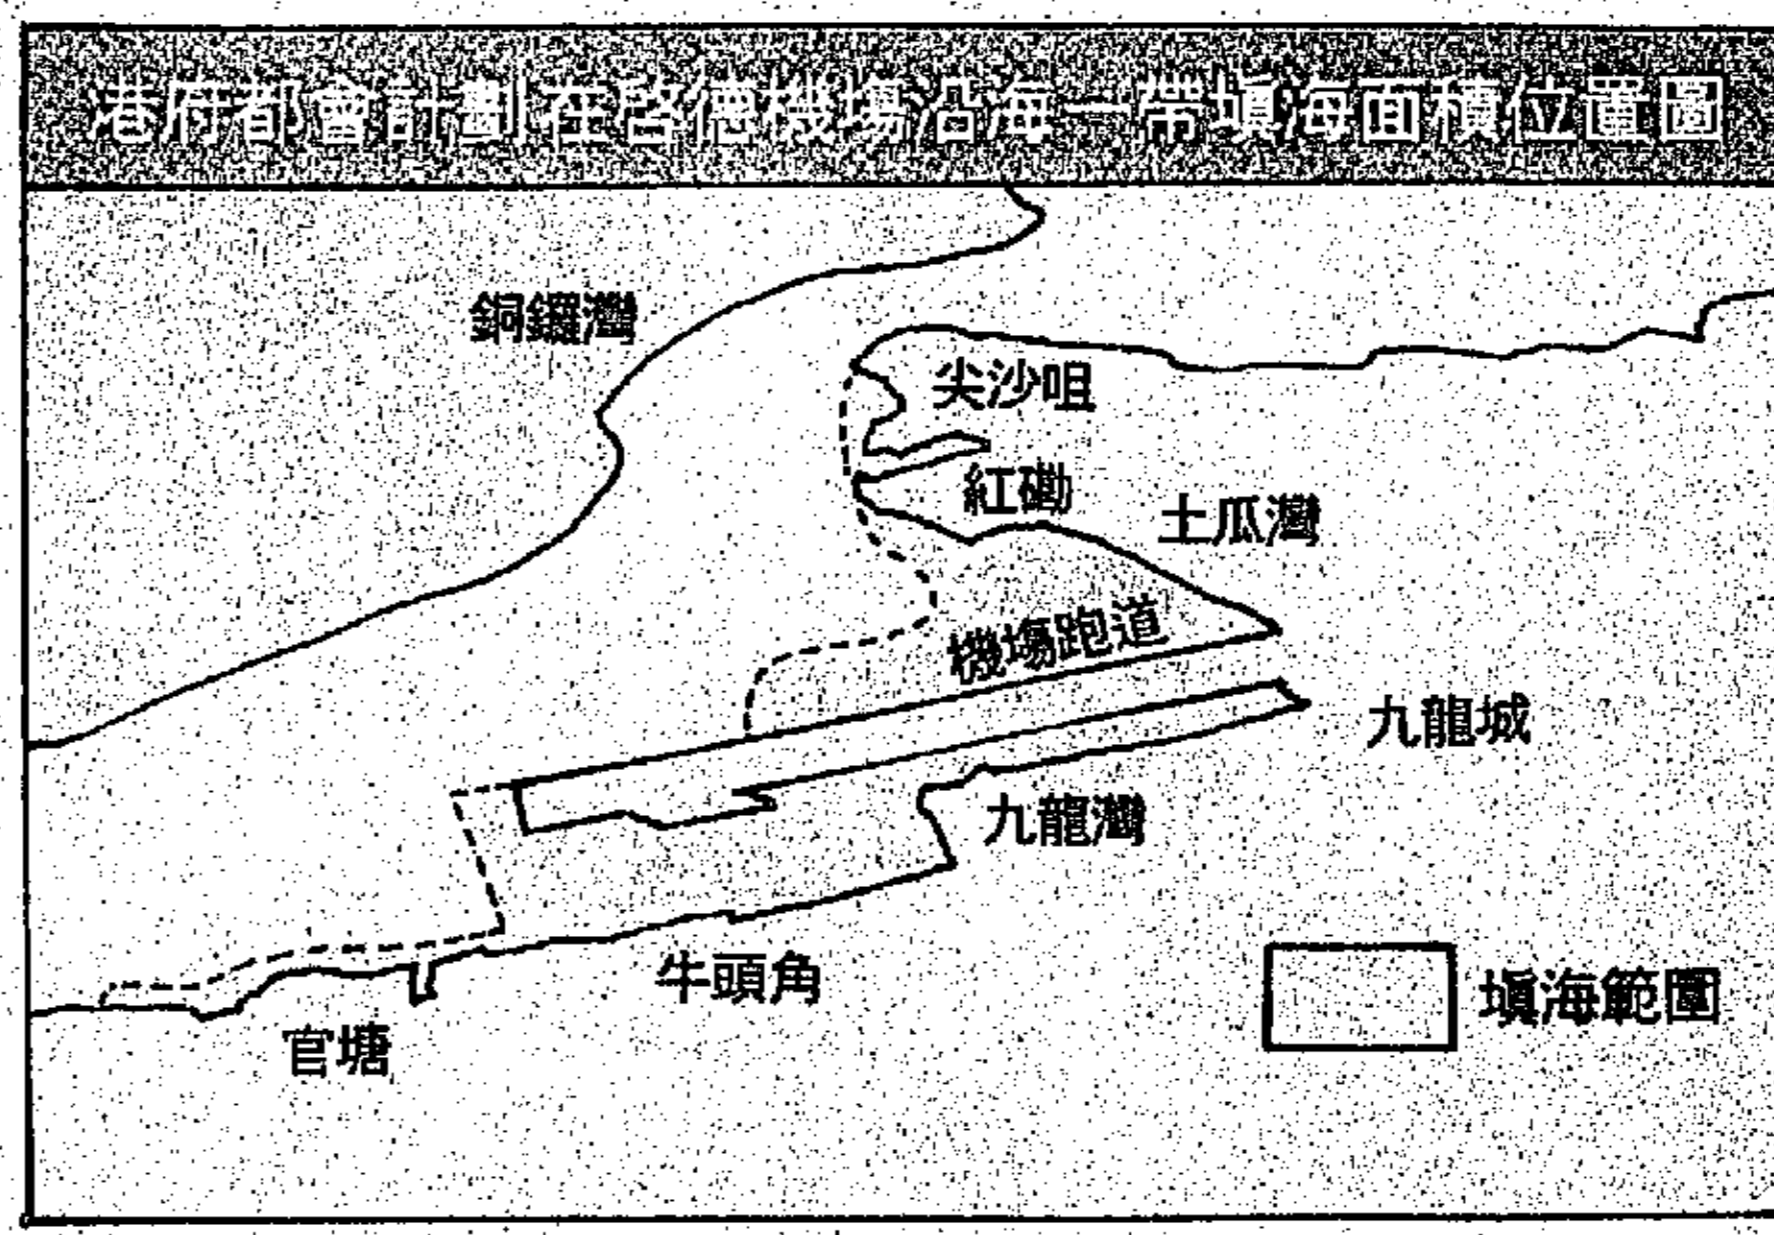 港府都會計劃在啓德機場沿海一帶填海面積位置圖
銅鑼灣
尖沙咀
紅磡
土瓜灣
機場跑道
九龍城
九龍灣
牛頭角
官塘
填海範圍